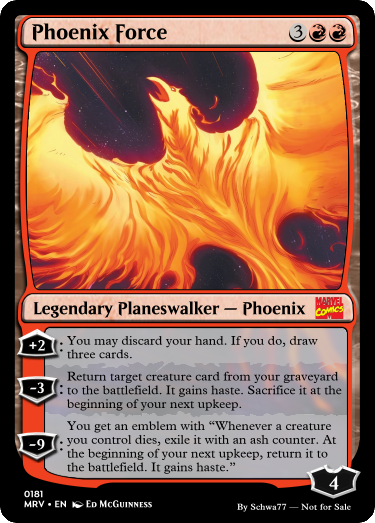 Phoenix Force 3
Legendary Planeswalker — Phoenix MARVEL COMICS
+2: You may discard your hand. If you do, draw
three cards.
-3: Return target creature card from your graveyard
to the battlefield. It gains haste. Sacrifice it at the
beginning of your next upkeep.
-9: You get an emblem with “Whenever a creature
you control dies, exile it with an ash counter. At
the beginning of your next upkeep, return it to
the battlefield. It gains haste.”
4
0181
MRV • EN Ed McGuinness
By Schwa77 — Not for Sale